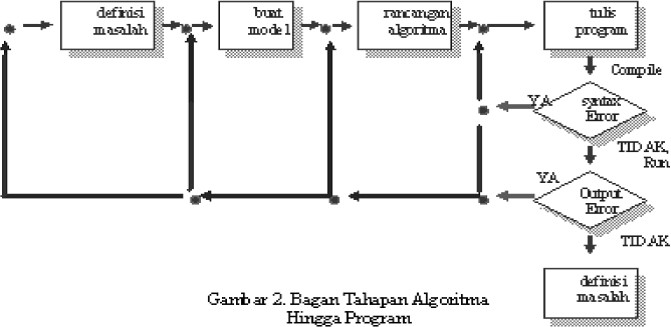 definisi
masalah
buat
model
rancangan
algoritma
tulis
program
Compile
YA
syntax
Error
TIDAK,
Run
YA
Output
Error
TIDAK
definisi
masalah
Gambar 2. Bagan Tahapan Algoritma
Hingga Program